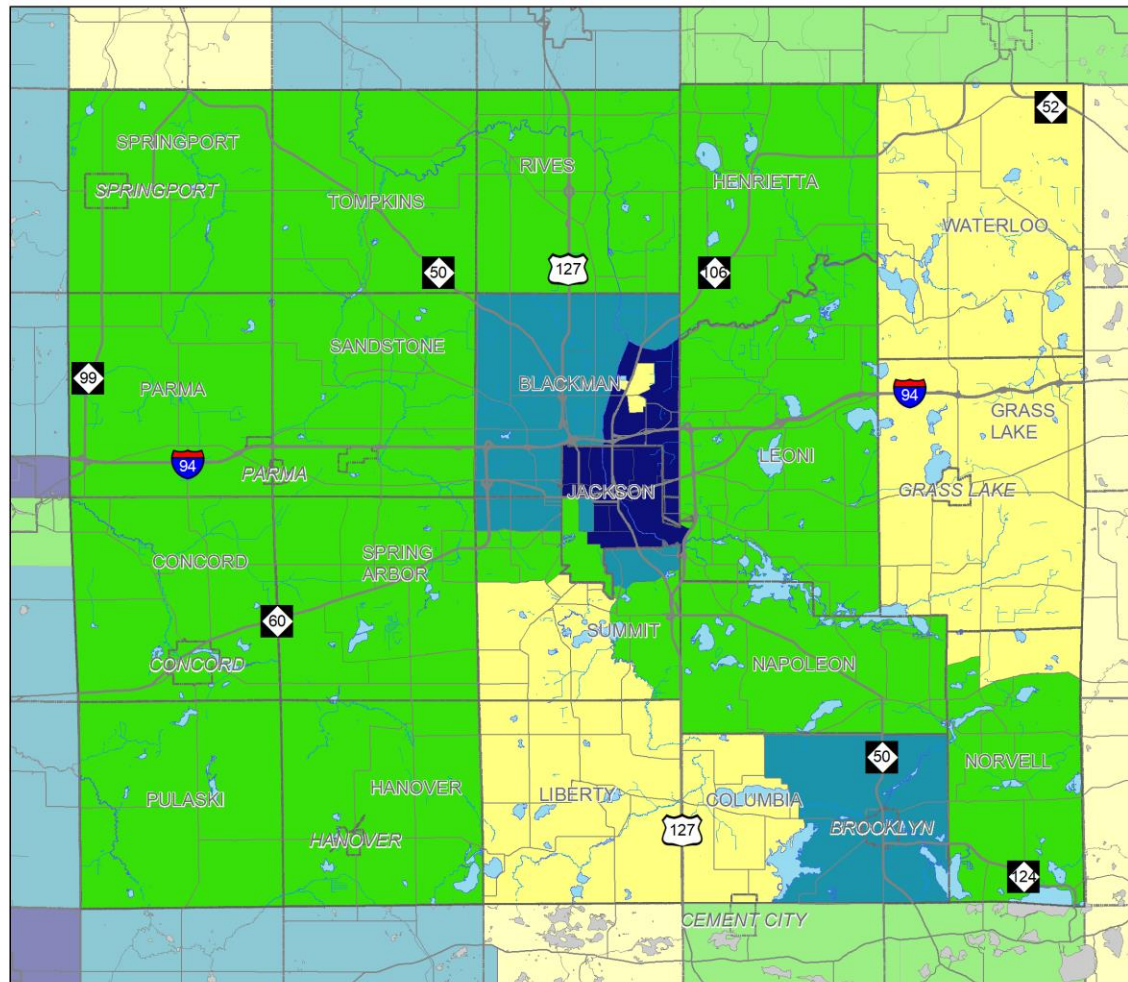 52
SPRINGPORT
RIVES
HENRIETTA
SPRINGPORT
TOMPKINS
WATERLOO
50
127
106
SANDSTONE
99
PARMA
BLACKMAN
94
GRASS
LAKE
LEONI
94
PARMA
JACKSON
GRASS LAKE
CONCORD
SPRING
ARBOR
60
SUMMIT
CONCORD
NAPOLEON
50
NORVELL
PULASKI
HANOVER
LIBERTY
COLUMBIA
HANOVER
127
BROOKLYN
124
CEMENT CITY